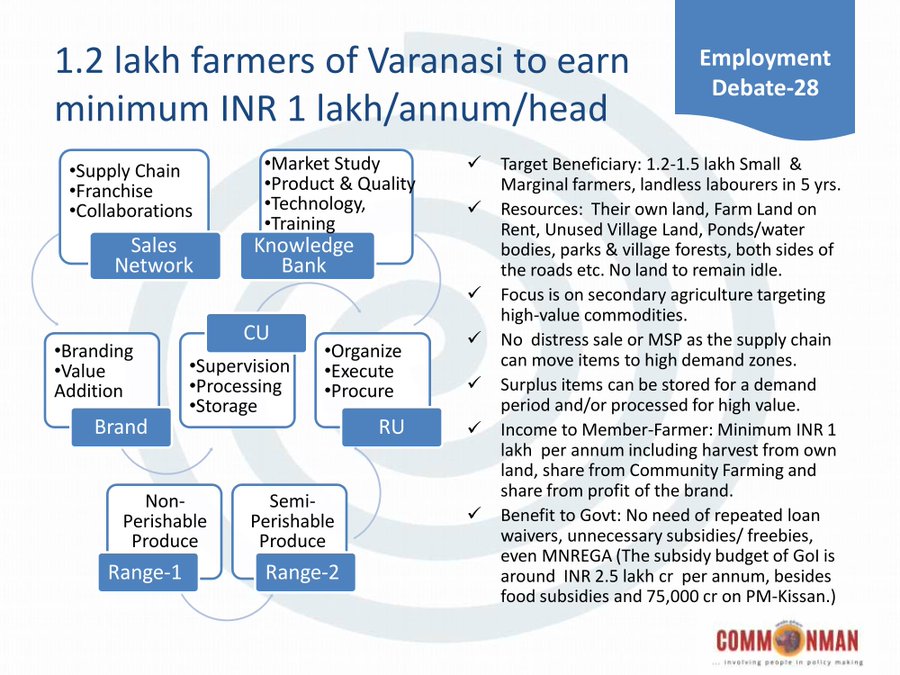 1.2 lakh farmers of Varanasi to earn
minimum INR 1 lakh/annum/head
Employment
Debate-28
•Supply Chain
•Franchise
•Collaborations
Sales
Network
•Market Study
•Product & Quality
•Technology,
•Training
Knowledge
Bank
•Branding
•Value
Addition
Brand
CU
•Supervision
•Processing
•Storage
•Organize
•Execute
•Procure
RU
Non-
Perishable
Produce
Range-1
Semi-
Perishable
Produce
Range-2
✓ Target Beneficiary: 1.2-1.5 lakh Small &
Marginal farmers, landless labourers in 5 yrs.
✓ Resources: Their own land, Farm Land on
Rent, Unused Village Land, Ponds/water
bodies, parks & village forests, both sides of
the roads etc. No land to remain idle.
✓ Focus is on secondary agriculture targeting
high-value commodities.
✓ No distress sale or MSP as the supply chain
can move items to high demand zones.
✓ Surplus items can be stored for a demand
period and/or processed for high value.
✓ Income to Member-Farmer: Minimum INR 1
lakh per annum including harvest from own
land, share from Community Farming and
share from profit of the brand.
✓ Benefit to Govt: No need of repeated loan
waivers, unnecessary subsidies/ freebies,
even MNREGA (The subsidy budget of GoI is
around INR 2.5 lakh cr per annum, besides
food subsidies and 75,000 cr on PM-Kissan.)
COMMONMAN
... involving people in policy making